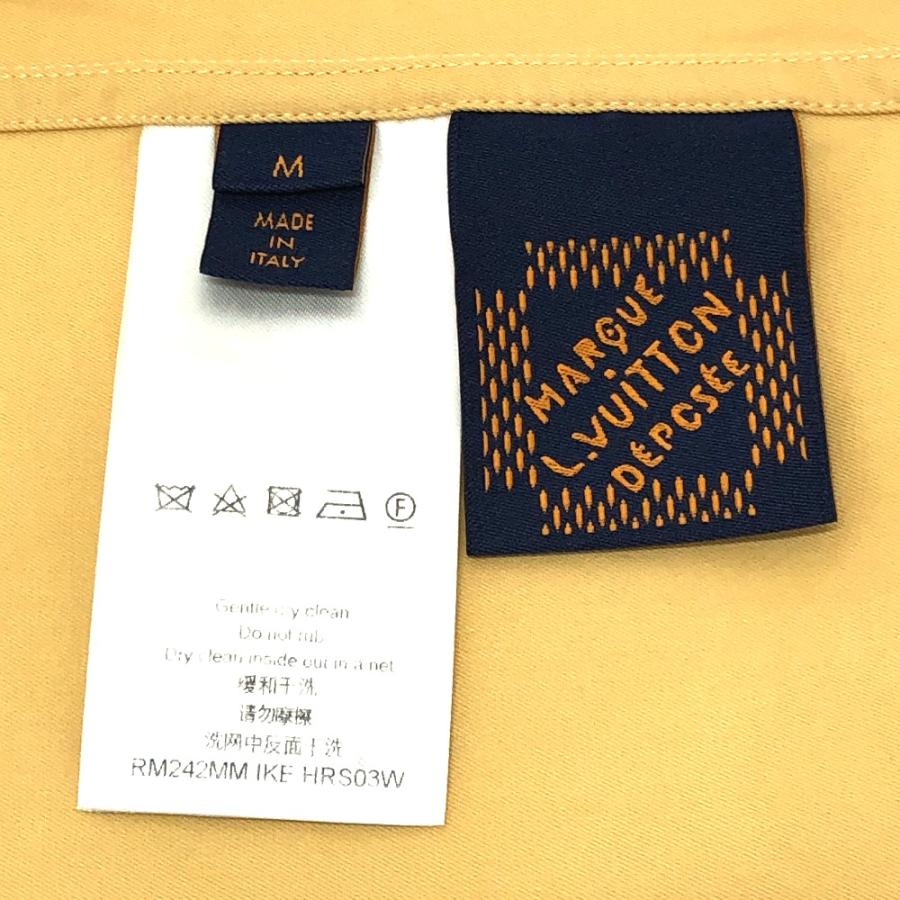 M
MADE
IN
ITALY
MARQUE
L.VUITTON
DÉPOSÉE
F
Gentle dry clean
Do not rub
Dry clean inside out in a net
缓和干洗
请勿摩擦
洗网中反面干洗
RM242MM IKE HRS03W